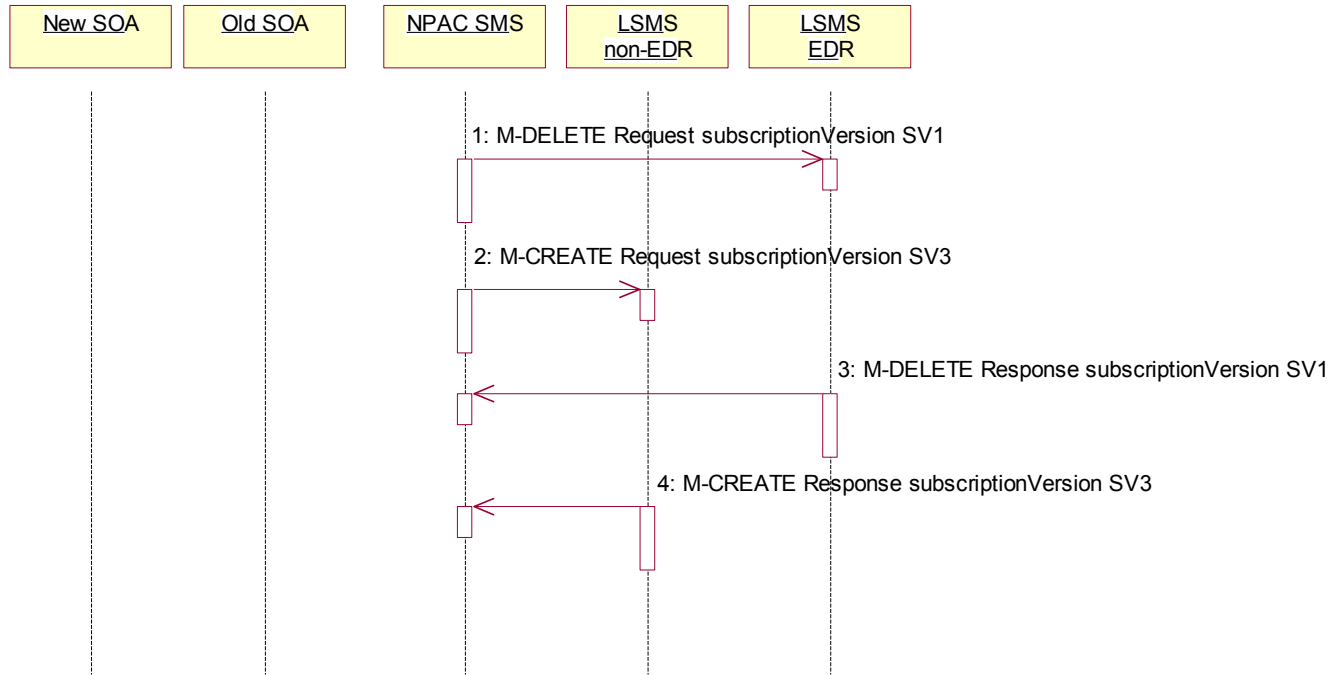 New SOA
Old SOA
NPAC SMS
LSMS
non-EDR
LSMS
EDR
1: M-DELETE Request subscriptionVersion SV1
2: M-CREATE Request subscriptionVersion SV3
3: M-DELETE Response subscriptionVersion SV1
4: M-CREATE Response subscriptionVersion SV3